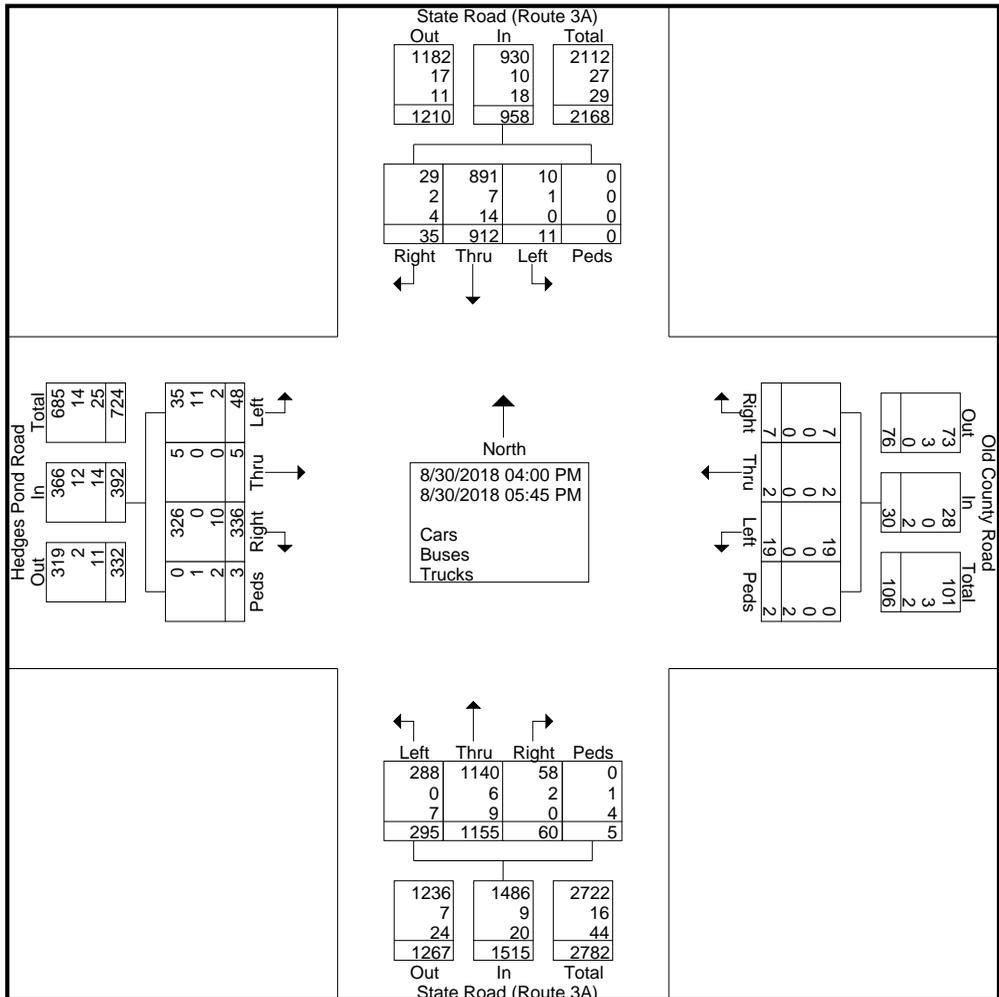 State Road (Route 3A)
Out In Total
1182 930 2112
17 10 27
11 18 29
1210 958 2168
29 891 10 0
2 7 1 0
4 14 0 0
35 912 11 0
Right Thru Left Peds
Hedges Pond Road
Total In Out
685 366 319
14 12 2
25 14 11
724 392 332
35 5 326 0
11 0 0 1
2 0 10 2
48 5 336 3
Left Thru Right Peds
North
8/30/2018 04:00 PM
8/30/2018 05:45 PM
Cars
Buses
Trucks
Old County Road
Out In Total
73 28 101
3 0 3
0 2 2
76 30 106
7 2 19 0
0 0 0 0
0 0 0 2
7 2 19 2
Right Thru Left Peds
Left Thru Right Peds
288 1140 58 0
0 6 2 1
7 9 0 4
295 1155 60 5
1236 1486 2722
7 9 16
24 20 44
1267 1515 2782
Out In Total
State Road (Route 3A)